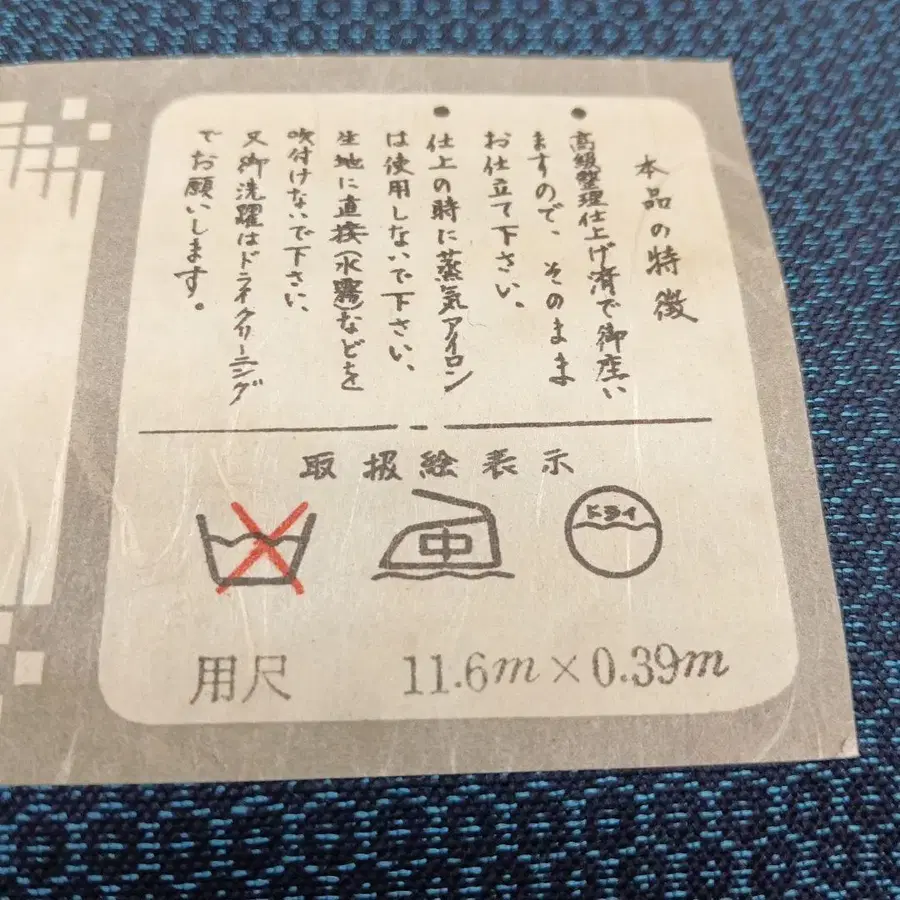 本品の特徴
・高級整理仕上げ済で御座い
ますので、そのまま
お仕立て下さい。
・仕上の時に蒸気アイロン
は使用しないで下さい、
生地に直接(水霧)などを
吹付けないで下さい、
又御洗濯はドライクリーニング
でお願いします。
取扱絵表示
中
ドライ
用尺 11.6m×0.39m